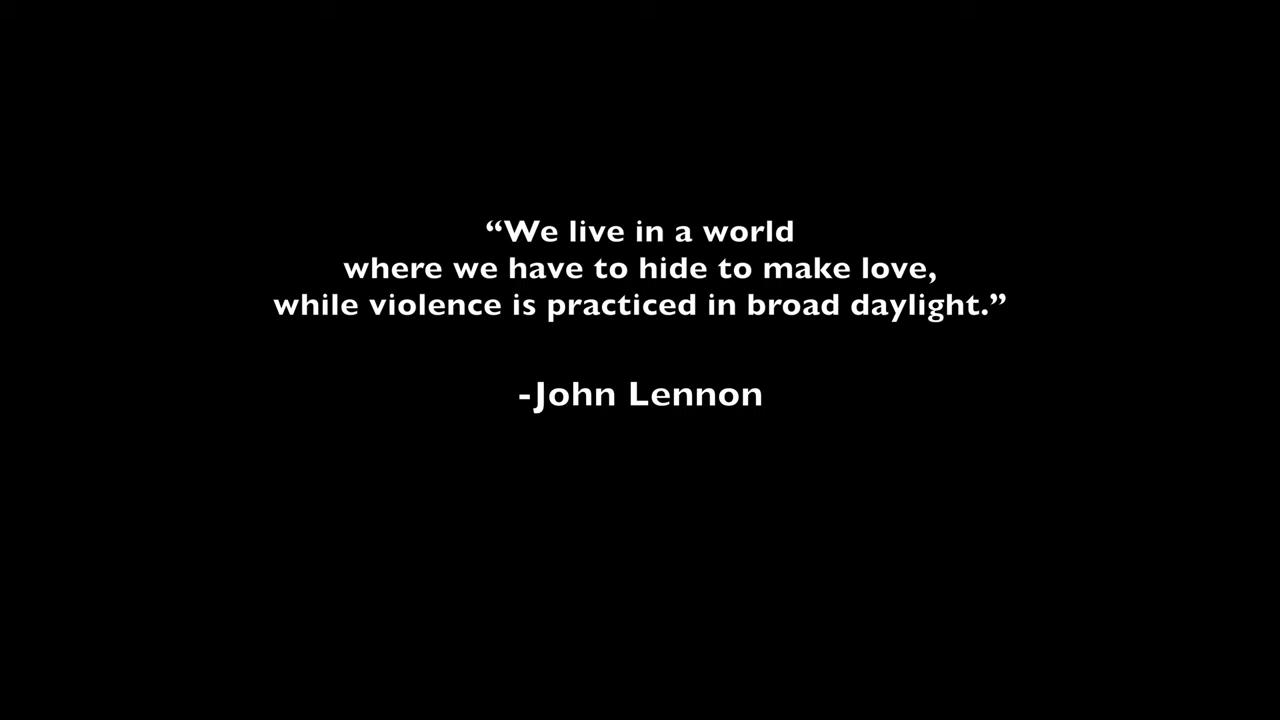 “We live in a world
where we have to hide to make love,
while violence is practiced in broad daylight.”
-John Lennon